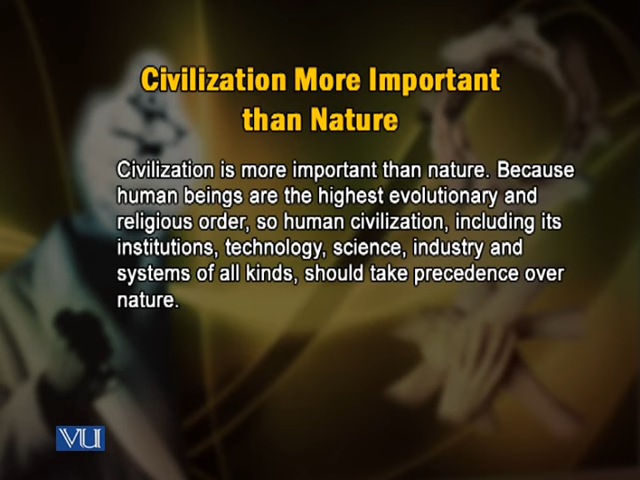 Civilization More Important
than Nature
Civilization is more important than nature. Because
human beings are the highest evolutionary and
religious order, so human civilization, including its
institutions, technology, science, industry and
systems of all kinds, should take precedence over
nature.
VU